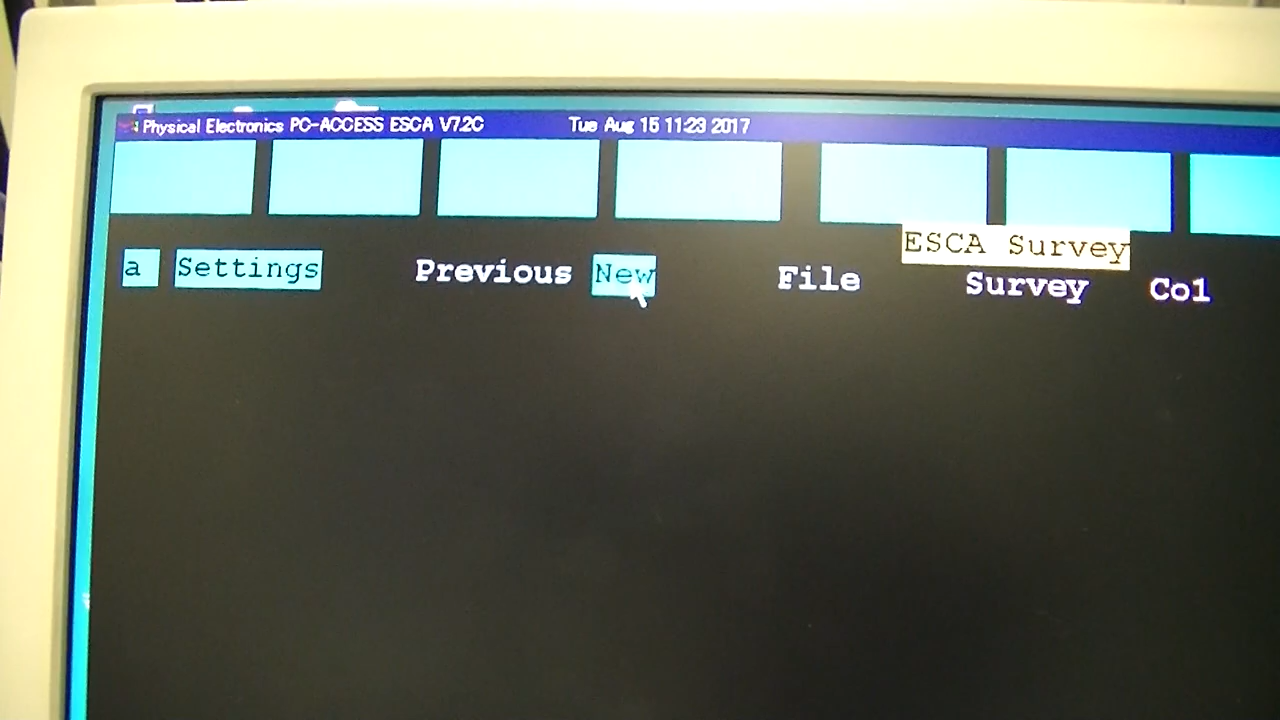 Physical Electronics PC-ACCESS ESCA V7.2C Tue Aug 15 11:23 2017
ESCA Survey
a Settings Previous New File Survey Col